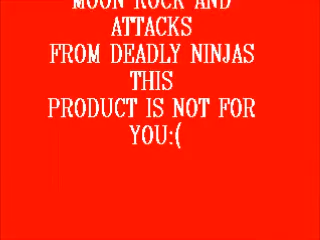 MOON ROCK AND
ATTACKS
FROM DEADLY NINJAS
THIS
PRODUCT IS NOT FOR
YOU:(